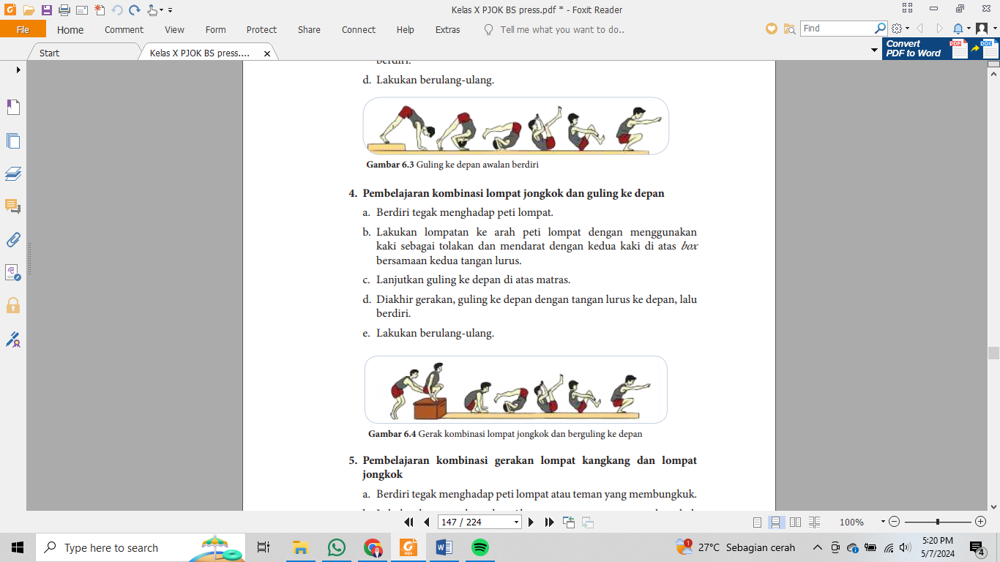 Kelas X PJOK BS press.pdf * - Foxit Reader
File Home Comment View Form Protect Share Connect Help Extras Tell me what you want to do.. Find
Start Kelas X PJOK BS press.... Convert
PDF to Word PDF DOC
berdiri.
d. Lakukan berulang-ulang.
Gambar 6.3 Guling ke depan awalan berdiri
4. Pembelajaran kombinasi lompat jongkok dan guling ke depan
a. Berdiri tegak menghadap peti lompat.
b. Lakukan lompatan ke arah peti lompat dengan menggunakan
kaki sebagai tolakan dan mendarat dengan kedua kaki di atas box
bersamaan kedua tangan lurus.
c. Lanjutkan guling ke depan di atas matras.
d. Diakhir gerakan, guling ke depan dengan tangan lurus ke depan, lalu
berdiri.
e. Lakukan berulang-ulang.
Gambar 6.4 Gerak kombinasi lompat jongkok dan berguling ke depan
5. Pembelajaran kombinasi gerakan lompat kangkang dan lompat
jongkok
a. Berdiri tegak menghadap peti lompat atau teman yang membungkuk.
147 / 224 100%
Type here to search 1 27°C Sebagian cerah 5:20 PM
5/7/2024 4